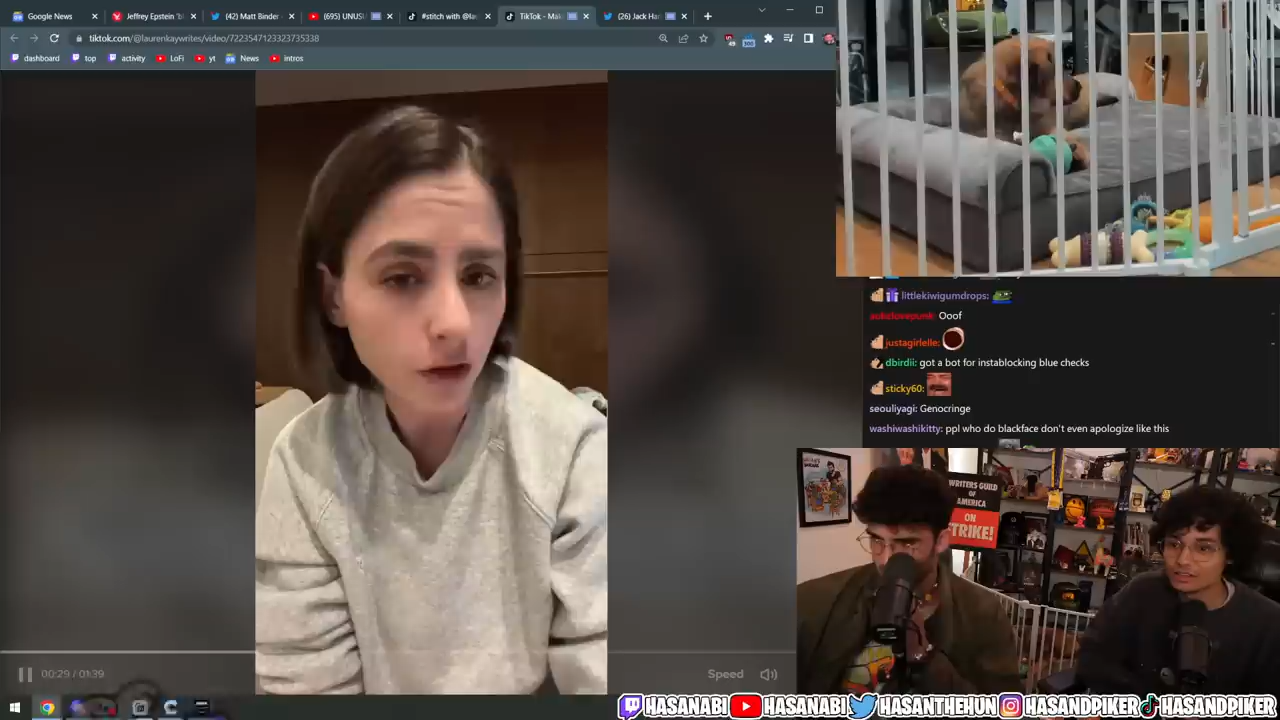 Google News
Jeffrey Epstein 'bl
(42) Matt Binder
(695) UNUS
#stitch with @lau
TikTok - Mak
(26) Jack Ha
tiktok.com/@laurenkaywrites/video/7223547123323735338
dashboard
top
activity
LoFi
yt
News
intros
300
littlekiwigumdrops:
Ooof
justagirlelle:
dbirdii: got a bot for instablocking blue checks
sticky60:
seouliyagi: Genocringe
washiwashikitty: ppl who do blackface don't even apologize like this
WRITERS GUILD
OF
AMERICA
ON
STRIKE!
00:29 / 01:39
Speed
HASANABI
HASANABI
HASANTHEHUN
HASANDPIKER
HASANDPIKER